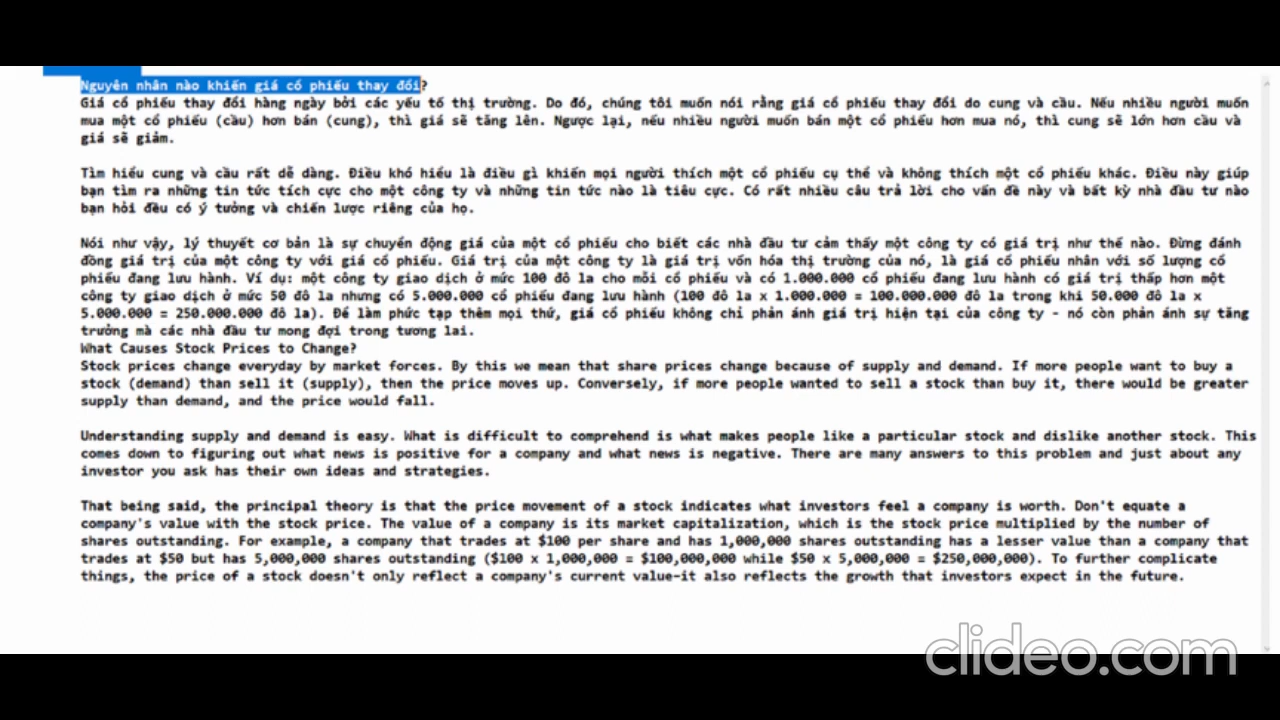 Nguyên nhân nào khiến giá cổ phiếu thay đổi?
Giá cổ phiếu thay đổi hàng ngày bởi các yếu tố thị trường. Do đó, chúng tôi muốn nói rằng giá cổ phiếu thay đổi do cung và cầu. Nếu nhiều người muốn
mua một cổ phiếu (cầu) hơn bán (cung), thì giá sẽ tăng lên. Ngược lại, nếu nhiều người muốn bán một cổ phiếu hơn mua nó, thì cung sẽ lớn hơn cầu và
giá sẽ giảm.
Tìm hiểu cung và cầu rất dễ dàng. Điều khó hiểu là điều gì khiến mọi người thích một cổ phiếu cụ thể và không thích một cổ phiếu khác. Điều này giúp
bạn tìm ra những tin tức tích cực cho một công ty và những tin tức nào là tiêu cực. Có rất nhiều câu trả lời cho vấn đề này và bất kỳ nhà đầu tư nào
bạn hỏi đều có ý tưởng và chiến lược riêng của họ.
Nói như vậy, lý thuyết cơ bản là sự chuyển động giá của một cổ phiếu cho biết các nhà đầu tư cảm thấy một công ty có giá trị như thế nào. Đừng đánh
đồng giá trị của một công ty với giá cổ phiếu. Giá trị của một công ty là giá trị vốn hóa thị trường của nó, là giá cổ phiếu nhân với số lượng cổ
phiếu đang lưu hành. Ví dụ: một công ty giao dịch ở mức 100 đô la cho mỗi cổ phiếu và có 1.000.000 cổ phiếu đang lưu hành có giá trị thấp hơn một
công ty giao dịch ở mức 50 đô la nhưng có 5.000.000 cổ phiếu đang lưu hành (100 đô la x 1.000.000 = 100.000.000 đô la trong khi 50.000 đô la x
5.000.000 = 250.000.000 đô la). Để làm phức tạp thêm mọi thứ, giá cổ phiếu không chỉ phản ánh giá trị hiện tại của công ty - nó còn phản ánh sự tăng
trưởng mà các nhà đầu tư mong đợi trong tương lai.
What Causes Stock Prices to Change?
Stock prices change everyday by market forces. By this we mean that share prices change because of supply and demand. If more people want to buy a
stock (demand) than sell it (supply), then the price moves up. Conversely, if more people wanted to sell a stock than buy it, there would be greater
supply than demand, and the price would fall.
Understanding supply and demand is easy. What is difficult to comprehend is what makes people like a particular stock and dislike another stock. This
comes down to figuring out what news is positive for a company and what news is negative. There are many answers to this problem and just about any
investor you ask has their own ideas and strategies.
That being said, the principal theory is that the price movement of a stock indicates what investors feel a company is worth. Don't equate a
company's value with the stock price. The value of a company is its market capitalization, which is the stock price multiplied by the number of
shares outstanding. For example, a company that trades at $100 per share and has 1,000,000 shares outstanding has a lesser value than a company that
trades at $50 but has 5,000,000 shares outstanding ($100 x 1,000,000 = $100,000,000 while $50 x 5,000,000 = $250,000,000). To further complicate
things, the price of a stock doesn't only reflect a company's current value-it also reflects the growth that investors expect in the future.
clideo.com